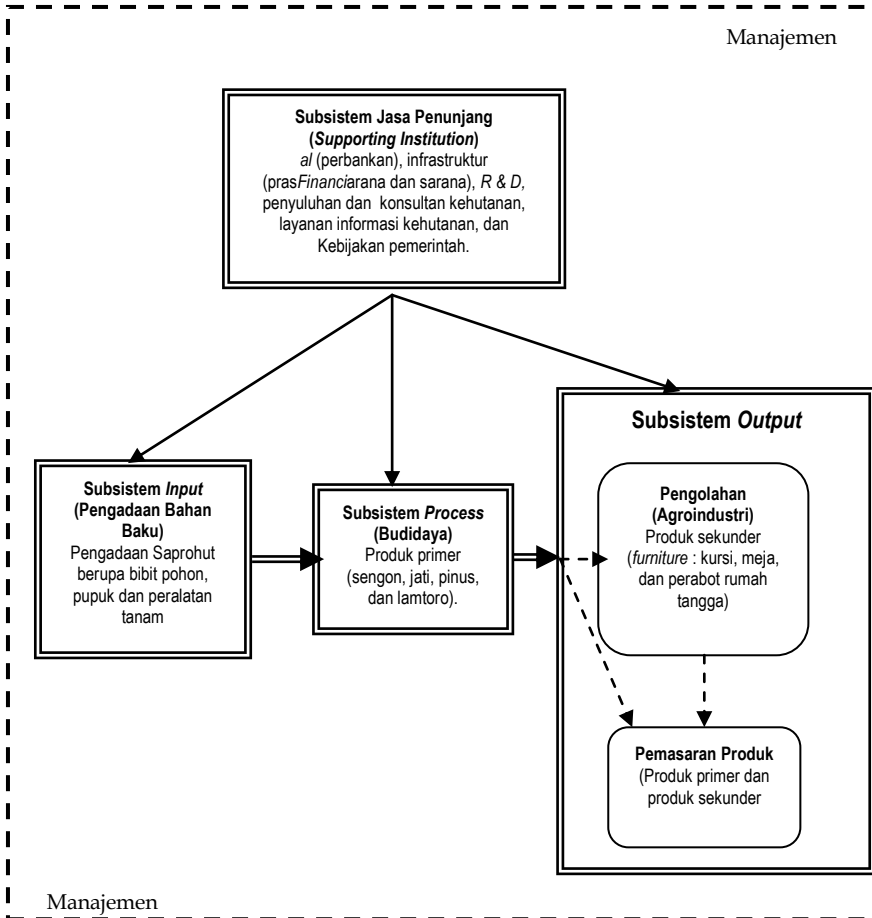 Manajemen
Subsistem Jasa Penunjang
(Supporting Institution)
al (perbankan), infrastruktur
(prasFinanciarana dan sarana), R & D,
penyuluhan dan konsultan kehutanan,
layanan informasi kehutanan, dan
Kebijakan pemerintah.
Subsistem Input
(Pengadaan Bahan
Baku)
Pengadaan Saprohut
berupa bibit pohon,
pupuk dan peralatan
tanam
Subsistem Process
(Budidaya)
Produk primer
(sengon, jati, pinus,
dan lamtoro).
Subsistem Output
Pengolahan
(Agroindustri)
Produk sekunder
(furniture : kursi, meja,
dan perabot rumah
tangga)
Pemasaran Produk
(Produk primer dan
produk sekunder
Manajemen